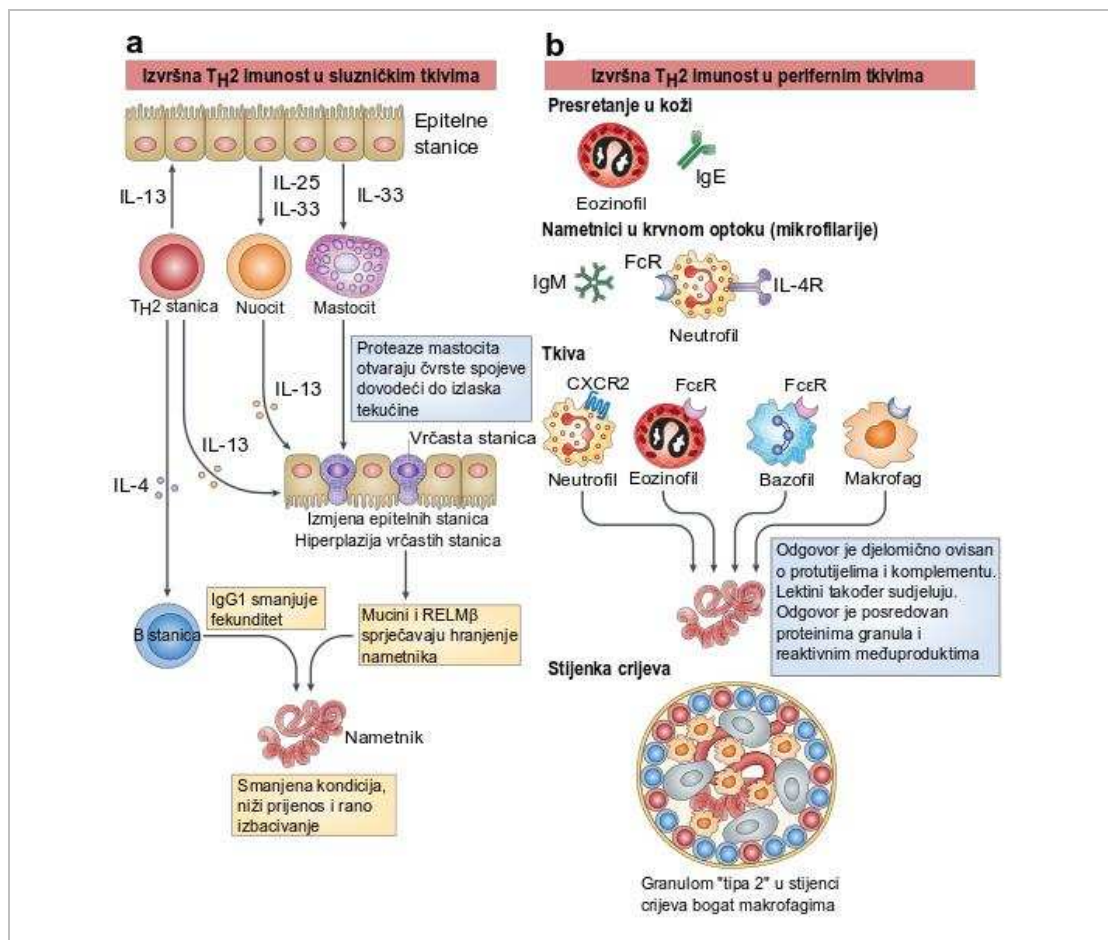 a
Izvršna TH2 imunost u sluzničkim tkivima
Epitelne
stanice
IL-13
IL-25
IL-33
IL-33
TH2 stanica
Nuocit
Mastocit
Proteaze mastocita
otvaraju čvrste spojeve
dovodeći do izlaska
tekućine
IL-13
Vrčasta stanica
IL-13
IL-4
Izmjena epitelnih stanica
Hiperplazija vrčastih stanica
IgG1 smanjuje
fekunditet
B stanica
Mucini i RELMβ
sprječavaju hranjenje
nametnika
Nametnik
Smanjena kondicija,
niži prijenos i rano
izbacivanje
b
Izvršna TH2 imunost u perifernim tkivima
Presretanje u koži
IgE
Eozinofil
Nametnici u krvnom optoku (mikrofilarije)
IgM
FcR
IL-4R
Neutrofil
Tkiva
CXCR2
FcεR
FcεR
Neutrofil
Eozinofil
Bazofil
Makrofag
Odgovor je djelomično ovisan
o protutijelima i komplementu.
Lektini također sudjeluju.
Odgovor je posredovan
proteinima granula i
reaktivnim međuproduktima
Stijenka crijeva
Granulom "tipa 2" u stijenci
crijeva bogat makrofagima